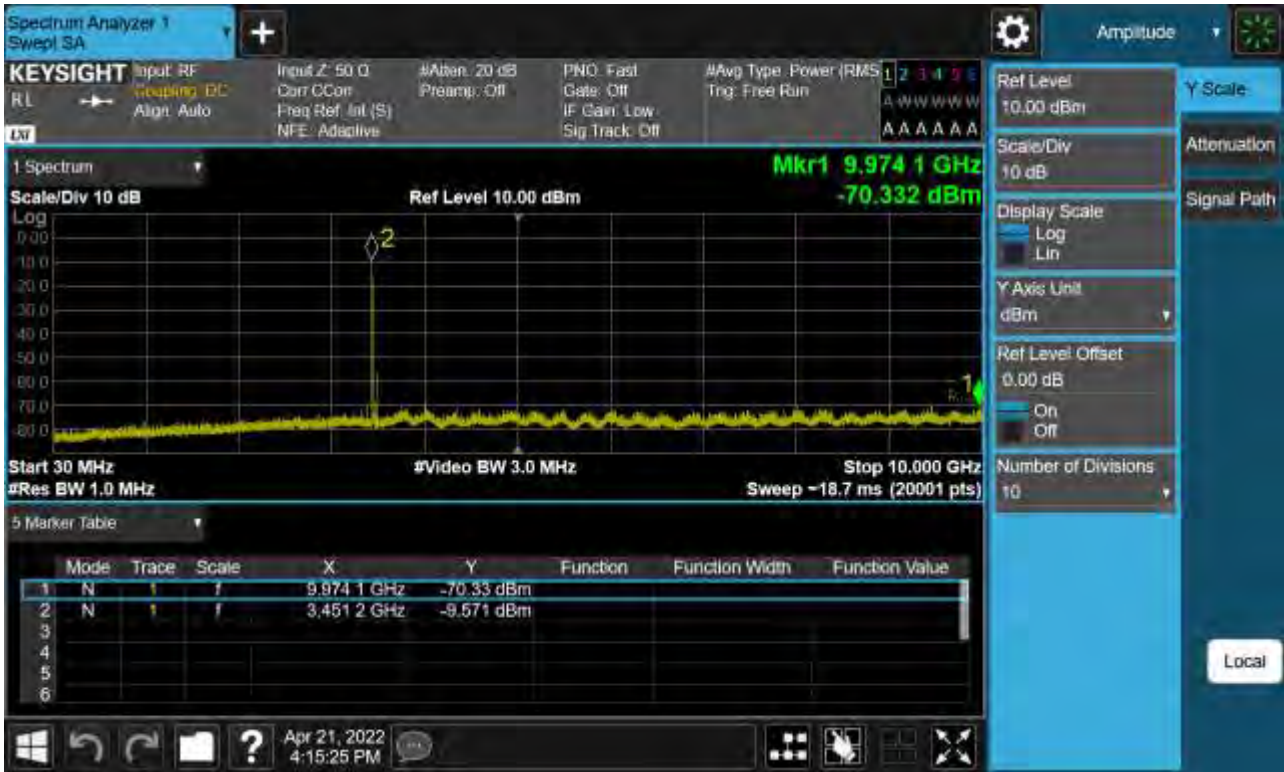 Spectrum Analyzer 1
Swept SA
+
Amplitude
KEYSIGHT
RL
LXI
Input: RF
Coupling: DC
Align: Auto
Input Z: 50 Ω
Corr CCorr
Freq Ref: Int (S)
NFE: Adaptive
#Atten: 20 dB
Preamp: Off
PNO: Fast
Gate: Off
IF Gain: Low
Sig Track: Off
#Avg Type: Power (RMS
Trig: Free Run
1 2 3 4 5 6
A W W W W W
A A A A A A
1 Spectrum
Mkr1 9.974 1 GHz
Scale/Div 10 dB
Ref Level 10.00 dBm
-70.332 dBm
Log
0.00
-10.0
-20.0
-30.0
-40.0
-50.0
-60.0
-70.0
-80.0
2
1
Start 30 MHz
#Video BW 3.0 MHz
Stop 10.000 GHz
#Res BW 1.0 MHz
Sweep ~18.7 ms (20001 pts)
5 Marker Table
Mode Trace Scale X Y Function Function Width Function Value
1 N 1 f 9.974 1 GHz -70.33 dBm
2 N 1 f 3.451 2 GHz -9.571 dBm
3
4
5
6
Ref Level
10.00 dBm
Scale/Div
10 dB
Display Scale
Log
Lin
Y Axis Unit
dBm
Ref Level Offset
0.00 dB
On
Off
Number of Divisions
10
Y Scale
Attenuation
Signal Path
Local
?
Apr 21, 2022
4:15:25 PM